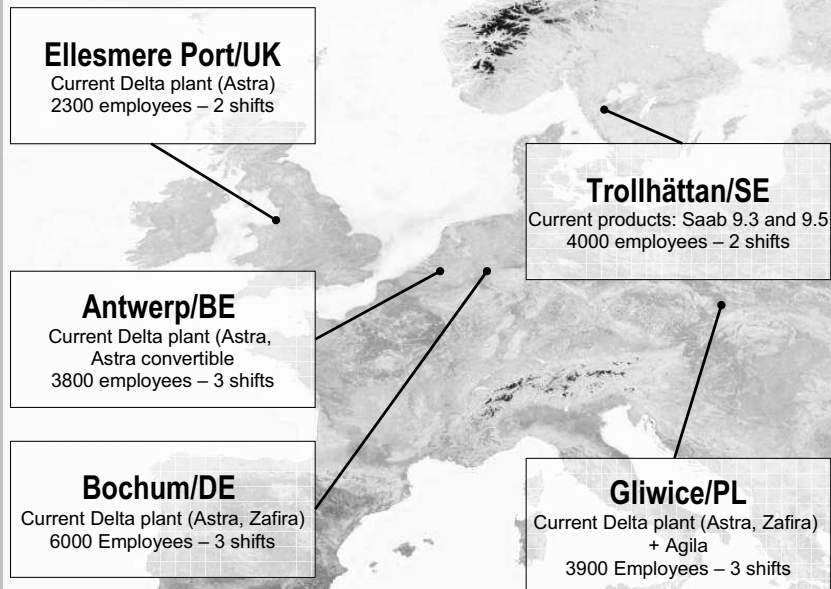 Ellesmere Port/UK
Current Delta plant (Astra)
2300 employees – 2 shifts
Trollhättan/SE
Current products: Saab 9.3 and 9.5
4000 employees – 2 shifts
Antwerp/BE
Current Delta plant (Astra,
Astra convertible
3800 employees – 3 shifts
Bochum/DE
Current Delta plant (Astra, Zafira)
6000 Employees – 3 shifts
Gliwice/PL
Current Delta plant (Astra, Zafira)
+ Agila
3900 Employees – 3 shifts